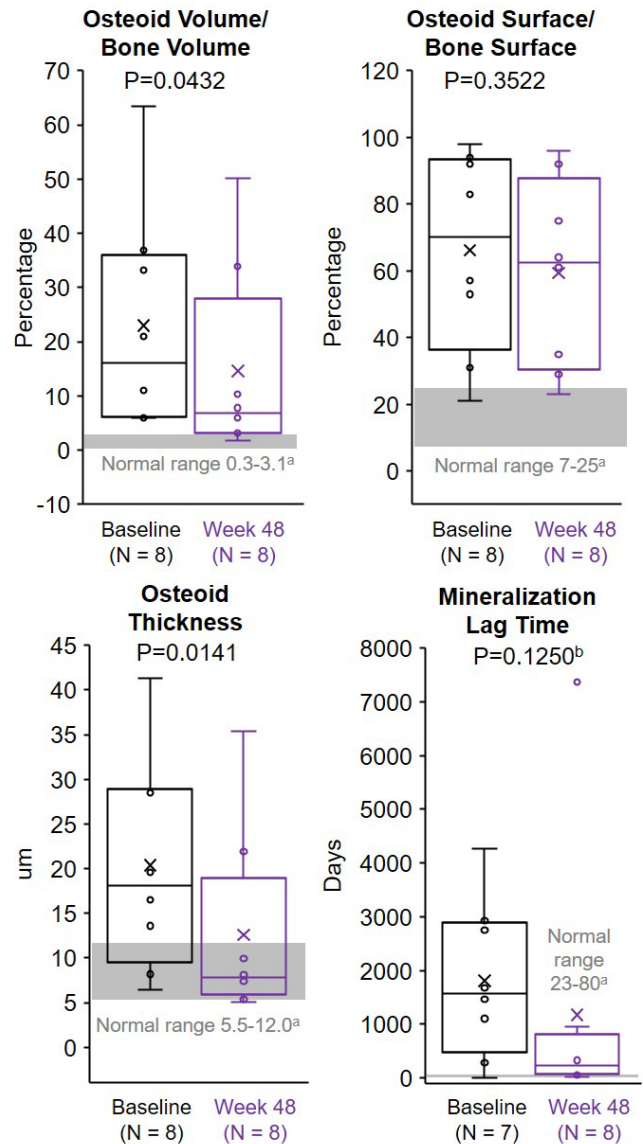 Osteoid Volume/
Bone Volume
P=0.0432
70
60
50
40
30
20
10
0
-10
Percentage
Normal range 0.3-3.1ᵃ
Baseline
(N = 8)
Week 48
(N = 8)
Osteoid Surface/
Bone Surface
P=0.3522
120
100
80
60
40
20
0
Percentage
Normal range 7-25ᵃ
Baseline
(N = 8)
Week 48
(N = 8)
Osteoid
Thickness
P=0.0141
45
40
35
30
25
20
15
10
5
0
um
Normal range 5.5-12.0ᵃ
Baseline
(N = 8)
Week 48
(N = 8)
Mineralization
Lag Time
P=0.1250ᵇ
8000
7000
6000
5000
4000
3000
2000
1000
0
Days
Normal
range
23-80ᵃ
Baseline
(N = 7)
Week 48
(N = 8)